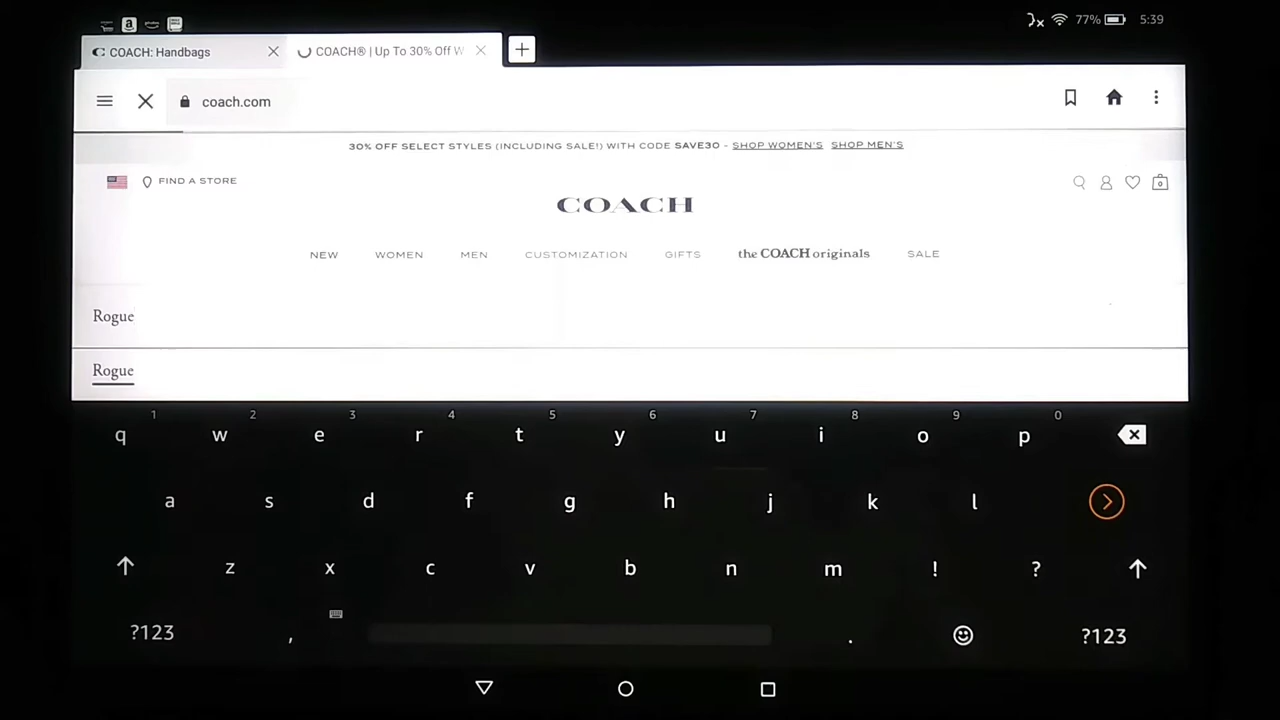 77% 5:39
COACH: Handbags
COACH® | Up To 30% Off W
coach.com
30% OFF SELECT STYLES (INCLUDING SALE!) WITH CODE SAVE30 - SHOP WOMEN'S SHOP MEN'S
FIND A STORE
0
COACH
NEW WOMEN MEN CUSTOMIZATION GIFTS the COACH originals SALE
Rogue
Rogue
1 2 3 4 5 6 7 8 9 0
q w e r t y u i o p
a s d f g h j k l
z x c v b n m ! ?
?123 , . ?123